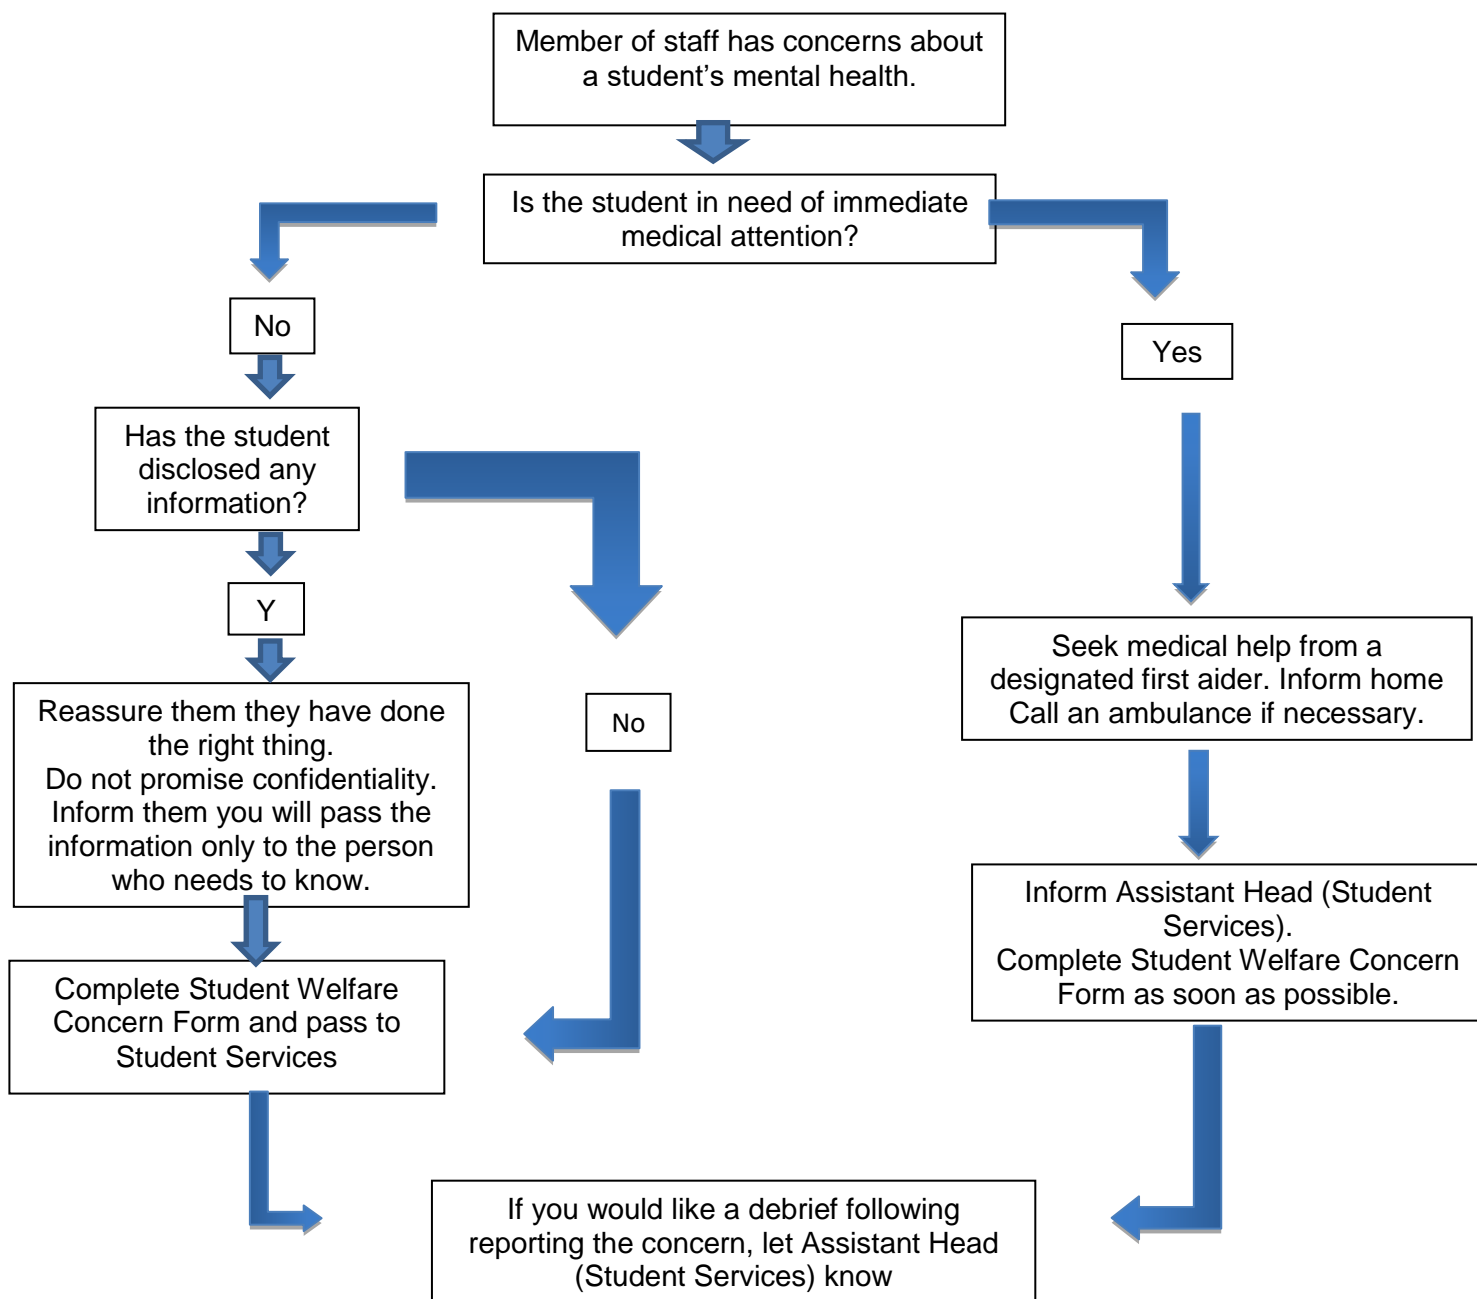 Member of staff has concerns about
a student’s mental health.
Is the student in need of immediate
medical attention?
No
Yes
Has the student
disclosed any
information?
Y
No
Reassure them they have done
the right thing.
Do not promise confidentiality.
Inform them you will pass the
information only to the person
who needs to know.
Seek medical help from a
designated first aider. Inform home
Call an ambulance if necessary.
Complete Student Welfare
Concern Form and pass to
Student Services
Inform Assistant Head (Student
Services).
Complete Student Welfare Concern
Form as soon as possible.
If you would like a debrief following
reporting the concern, let Assistant Head
(Student Services) know